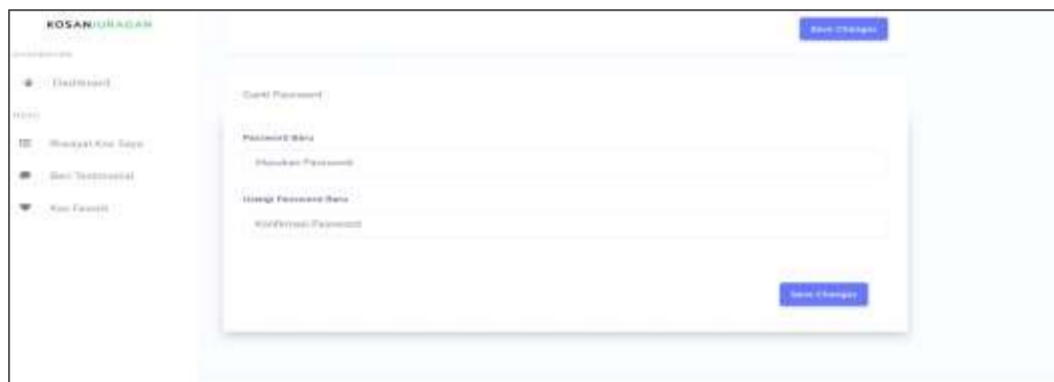 KOSANJURAGAN
Save Changes
Dashboard
MENU
Riwayat Kos Saya
Beri Testimonial
Kos Favorit
Ganti Password
Password Baru
Masukan Password
Ulangi Password Baru
Konfirmasi Password
Save Changes